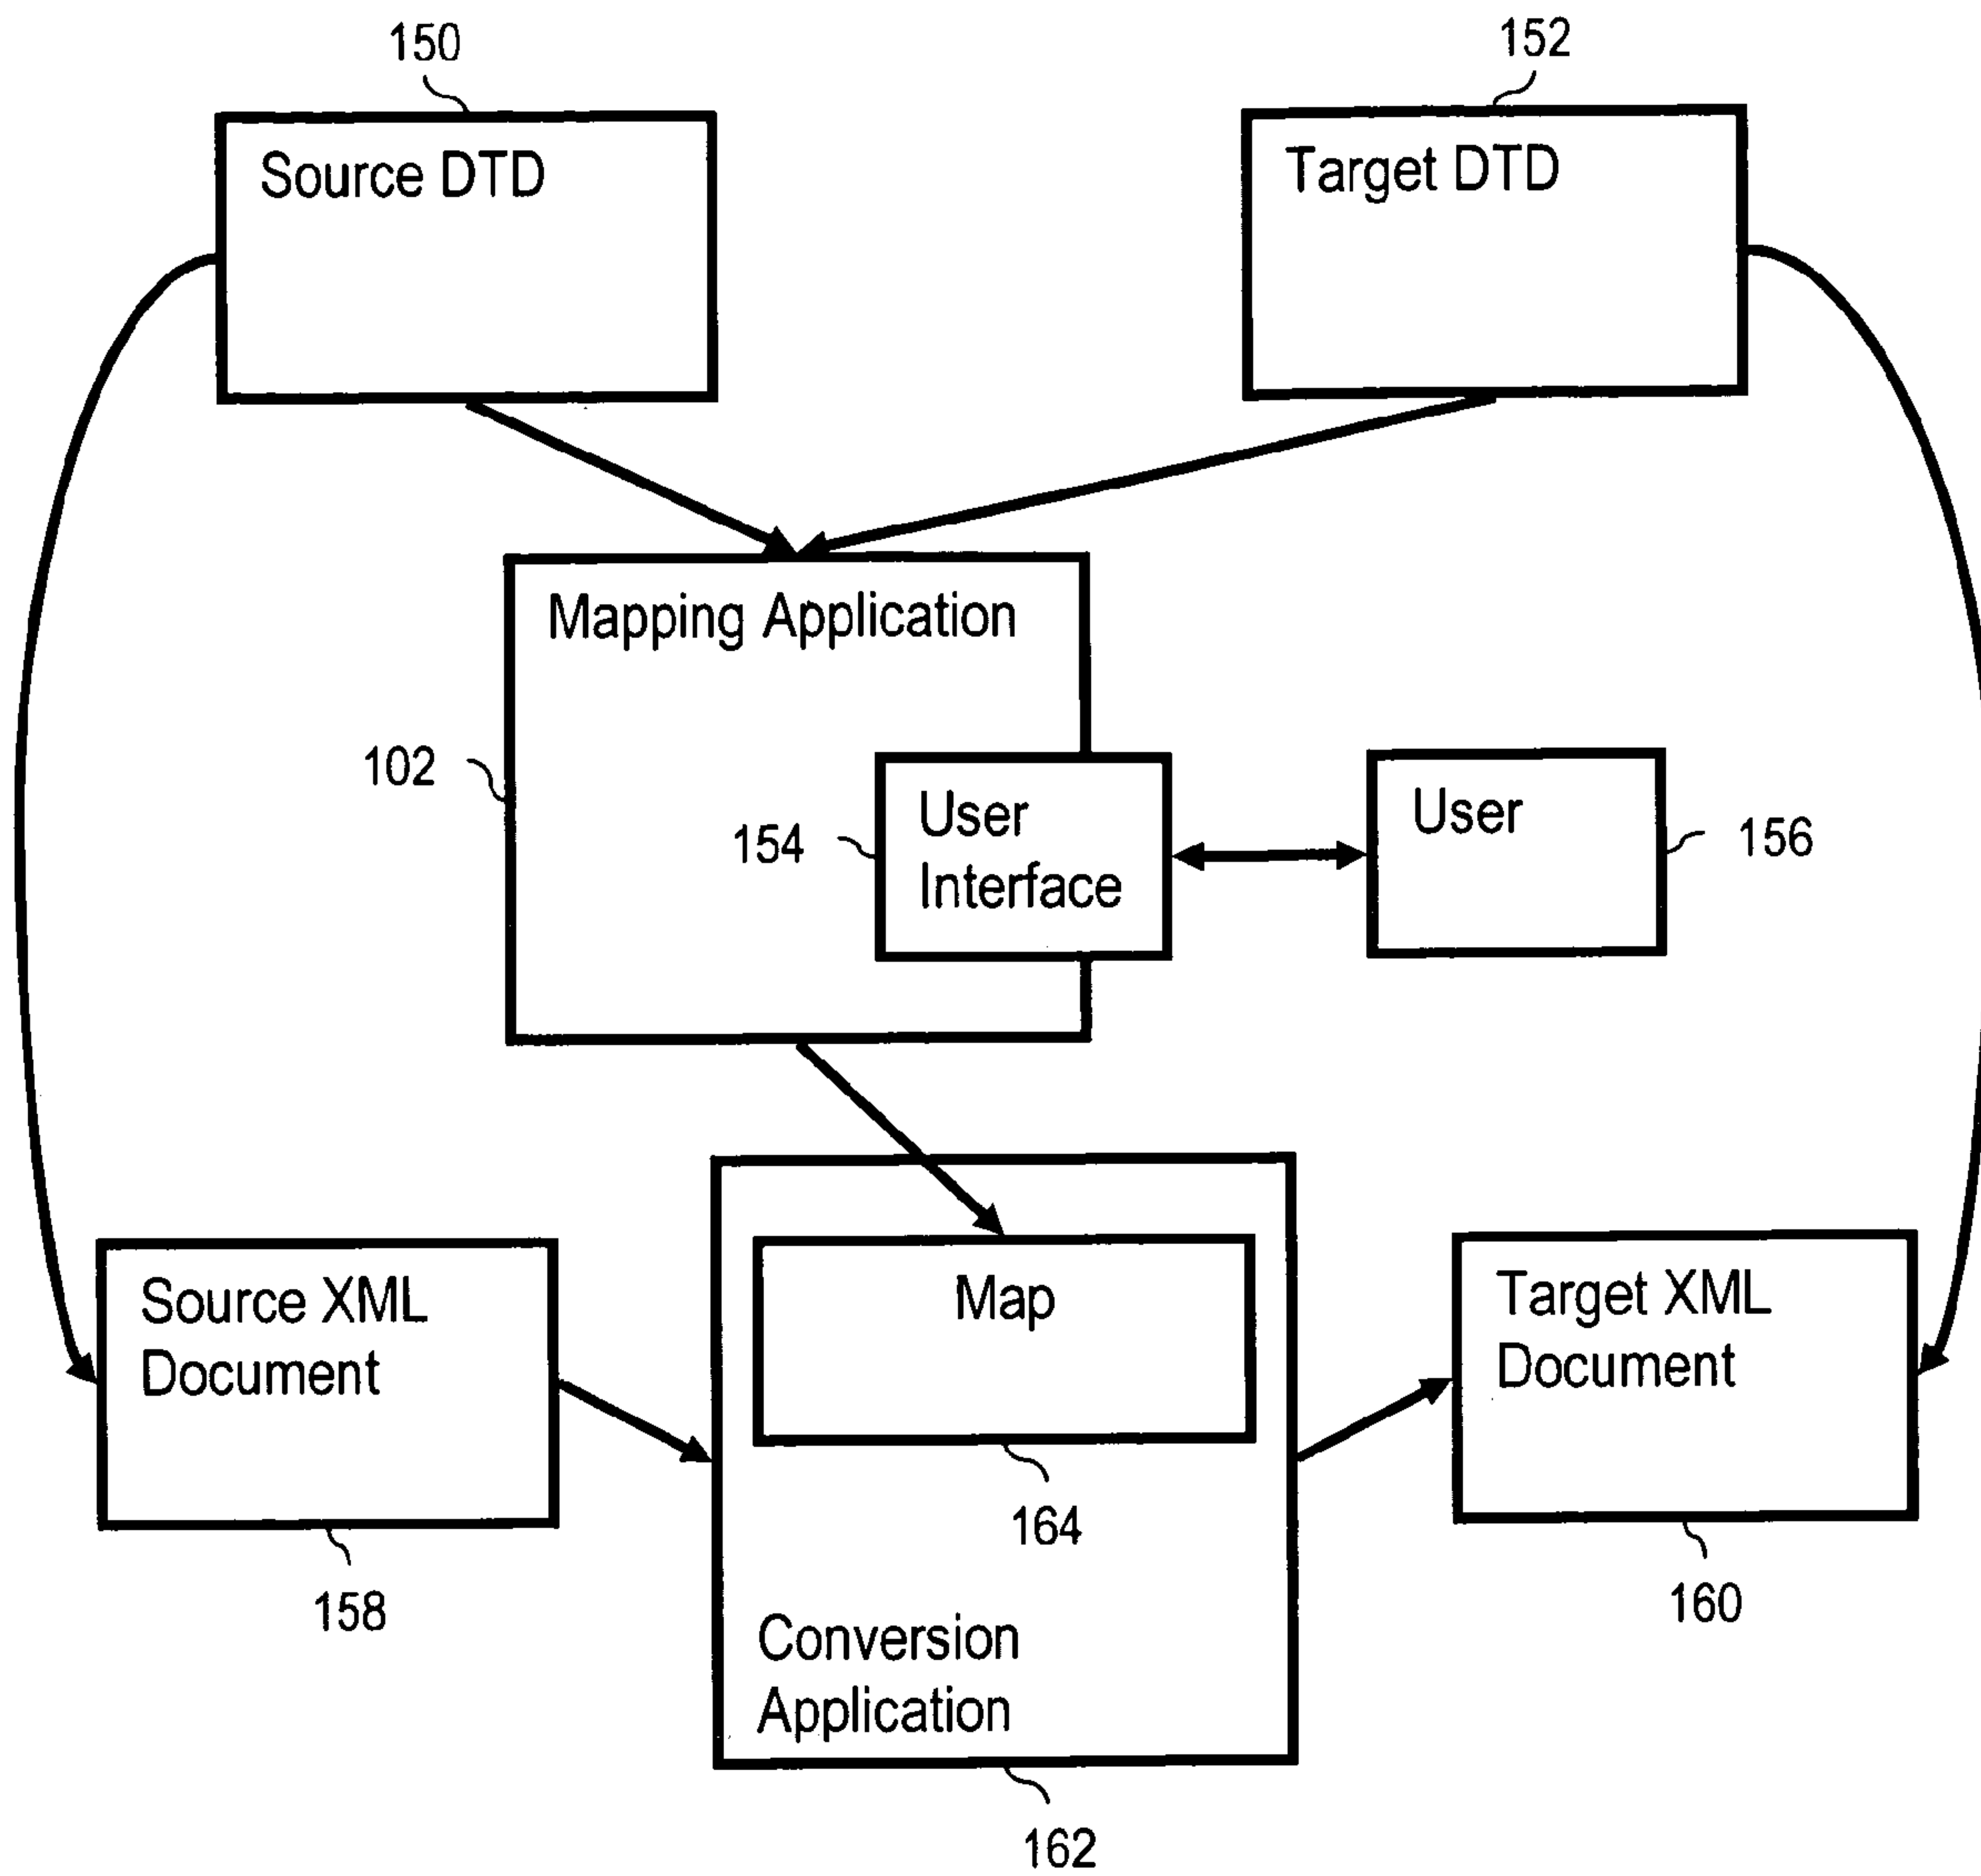 150
152
Source DTD
Target DTD
Mapping Application
102
154
User
Interface
User
156
Source XML
Document
Map
Target XML
Document
164
158
160
Conversion
Application
162